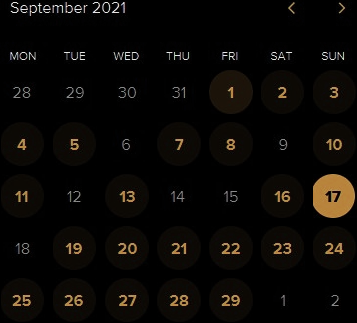 September 2021
MON TUE WED THU FRI SAT SUN
28 29 30 31 1 2 3
4 5 6 7 8 9 10
11 12 13 14 15 16 17
18 19 20 21 22 23 24
25 26 27 28 29 1 2